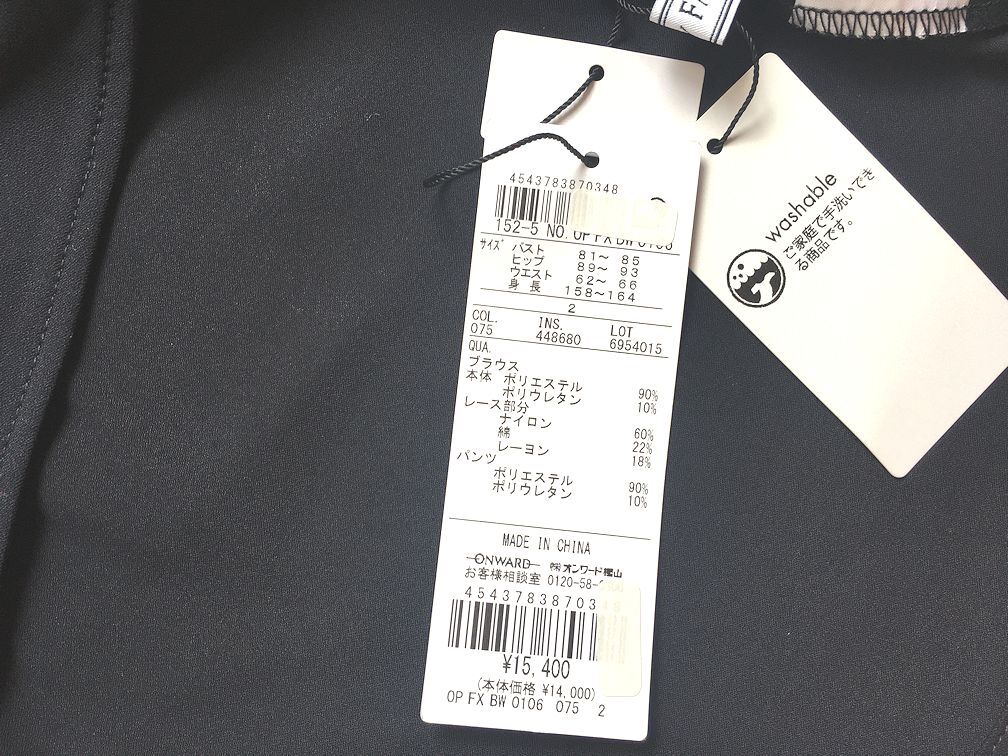 4543783870348
152-5 NO. OP FX BW 0106
サイズ バスト 81〜 85
ヒップ 89〜 93
ウエスト 62〜 66
身 長 158〜164
2
COL. INS. LOT
075 448680 6954015
QUA.
ブラウス
本体 ポリエステル 90%
ポリウレタン 10%
レース部分
ナイロン 60%
綿 22%
レーヨン 18%
パンツ
ポリエステル 90%
ポリウレタン 10%
MADE IN CHINA
ONWARD ㈱オンワード樫山
お客様相談室 0120-58-
45437838703
¥15,400
(本体価格 ¥14,000)
OP FX BW 0106 075 2
washable
ご家庭で手洗いでき
る商品です。